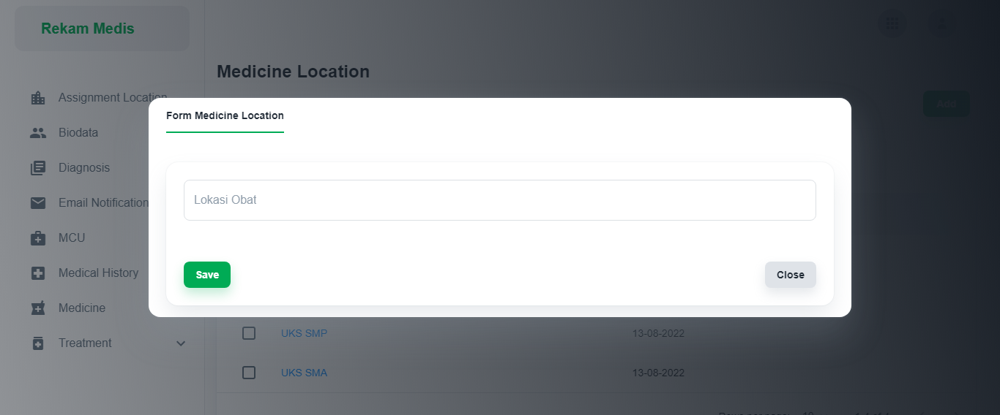 Rekam Medis
Medicine Location
Assignment Location
Add
Form Medicine Location
Biodata
Diagnosis
Lokasi Obat
Email Notification
MCU
Save
Close
Medical History
Medicine
UKS SMP 13-08-2022
Treatment
UKS SMA 13-08-2022